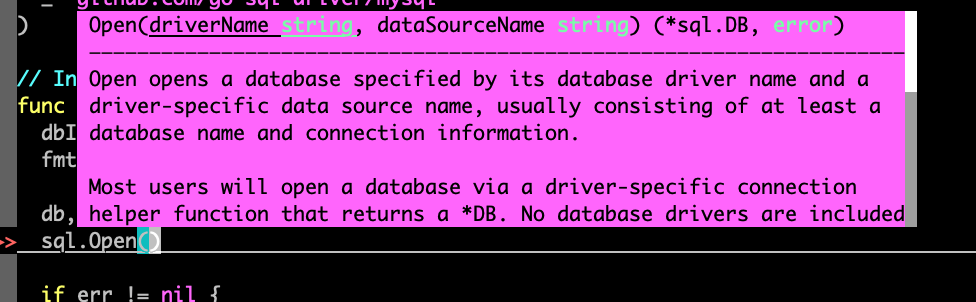 _ "github.com/go-sql-driver/mysql"
) Open(driverName string, dataSourceName string) (*sql.DB, error)
// In Open opens a database specified by its database driver name and a
func driver-specific data source name, usually consisting of at least a
dbI database name and connection information.
fmt
Most users will open a database via a driver-specific connection
db, helper function that returns a *DB. No database drivers are included
>> sql.Open()
if err != nil {